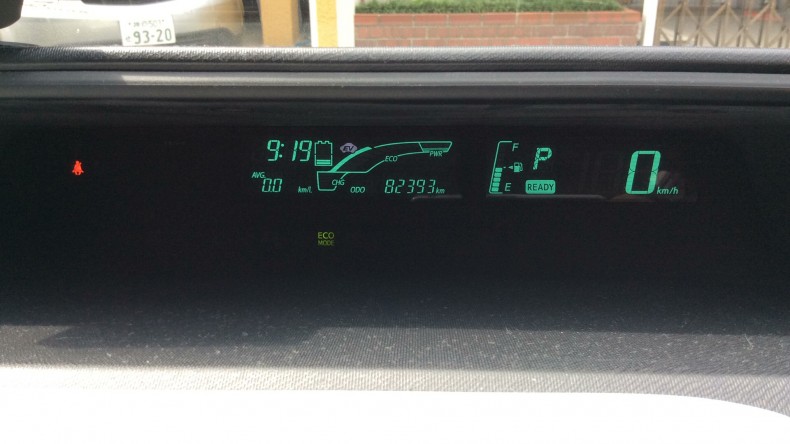 93-20
9:19
EV
ECO
PWR
CHG
AVG.
0.0 km/L
ODO 82393 km
F
E
P
READY
0 km/h
ECO
MODE